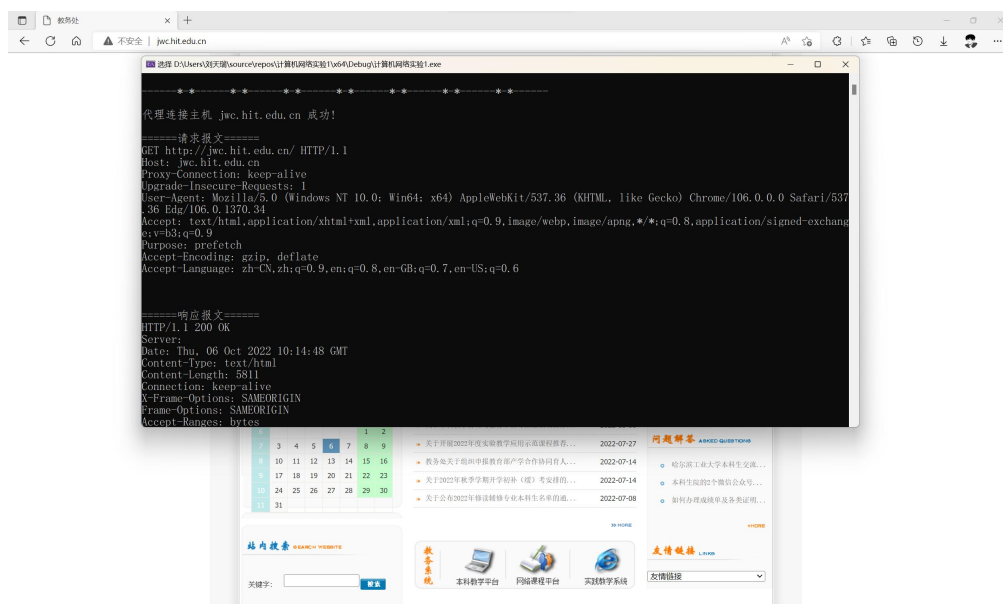 教务处
不安全 | jwc.hit.edu.cn
选择 D:\Users\刘天瑞\source\repos\计算机网络实验1\x64\Debug\计算机网络实验1.exe
------*-*------*-*------*-*------*-*------*-*------*-*------*-*------
代理连接主机 jwc.hit.edu.cn 成功!
======请求报文======
GET http://jwc.hit.edu.cn/ HTTP/1.1
Host: jwc.hit.edu.cn
Proxy-Connection: keep-alive
Upgrade-Insecure-Requests: 1
User-Agent: Mozilla/5.0 (Windows NT 10.0; Win64; x64) AppleWebKit/537.36 (KHTML, like Gecko) Chrome/106.0.0.0 Safari/537
.36 Edg/106.0.1370.34
Accept: text/html,application/xhtml+xml,application/xml;q=0.9,image/webp,image/apng,*/*;q=0.8,application/signed-exchang
e;v=b3;q=0.9
Purpose: prefetch
Accept-Encoding: gzip, deflate
Accept-Language: zh-CN,zh;q=0.9,en;q=0.8,en-GB;q=0.7,en-US;q=0.6
======响应报文======
HTTP/1.1 200 OK
Server:
Date: Thu, 06 Oct 2022 10:14:48 GMT
Content-Type: text/html
Content-Length: 5811
Connection: keep-alive
X-Frame-Options: SAMEORIGIN
Frame-Options: SAMEORIGIN
Accept-Ranges: bytes
6 1 2
7 3 4 5 6 7 8 9
8 10 11 12 13 14 15 16
9 17 18 19 20 21 22 23
10 24 25 26 27 28 29 30
11 31
关于开展2022年度实验教学应用示范课程推荐... 2022-07-27
教务处关于组织申报教育部产学合作协同育人... 2022-07-14
关于2022年秋季学期开学初补（缓）考安排的... 2022-07-14
关于公布2022年修读辅修专业本科生名单的通... 2022-07-08
>> MORE
问题解答 ASKED QUESTIONS
哈尔滨工业大学本科生交流...
本科生院的2个微信公众号...
如何办理成绩单及各类证明...
>MORE
站内搜索 SEARCH WEBSITE
关键字:
搜索
教务系统
本科教学平台 网络课程平台 实践教学系统
友情链接 LINKS
友情链接